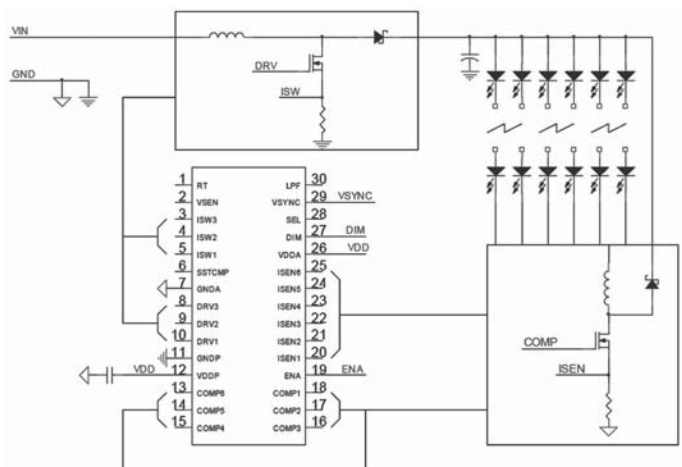 VIN
GND
DRV
ISW
1 RT
2 VSEN
3 ISW3
4 ISW2
5 ISW1
6 SSTCMP
7 GNDA
8 DRV3
9 DRV2
10 DRV1
11 GNDP
VDD 12 VDDP
13 COMP6
14 COMP5
15 COMP4
LPF 30
VSYNC 29 VSYNC
SEL 28
DIM 27 DIM
VDDA 26 VDD
ISEN6 25
ISEN5 24
ISEN4 23
ISEN3 22
ISEN2 21
ISEN1 20
ENA 19 ENA
COMP1 18
COMP2 17
COMP3 16
COMP
ISEN